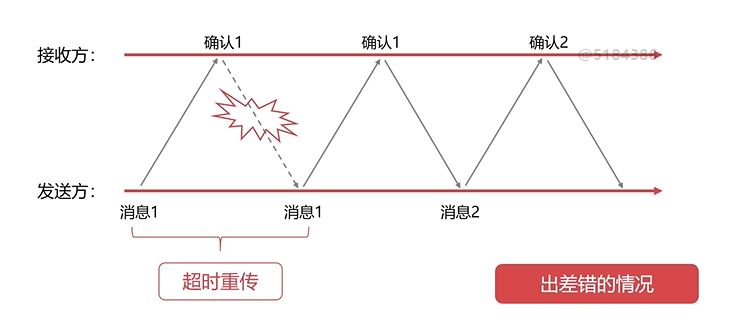 确认1 确认1 确认2
接收方：
@5184386
发送方：
消息1 消息1 消息2
超时重传
出差错的情况